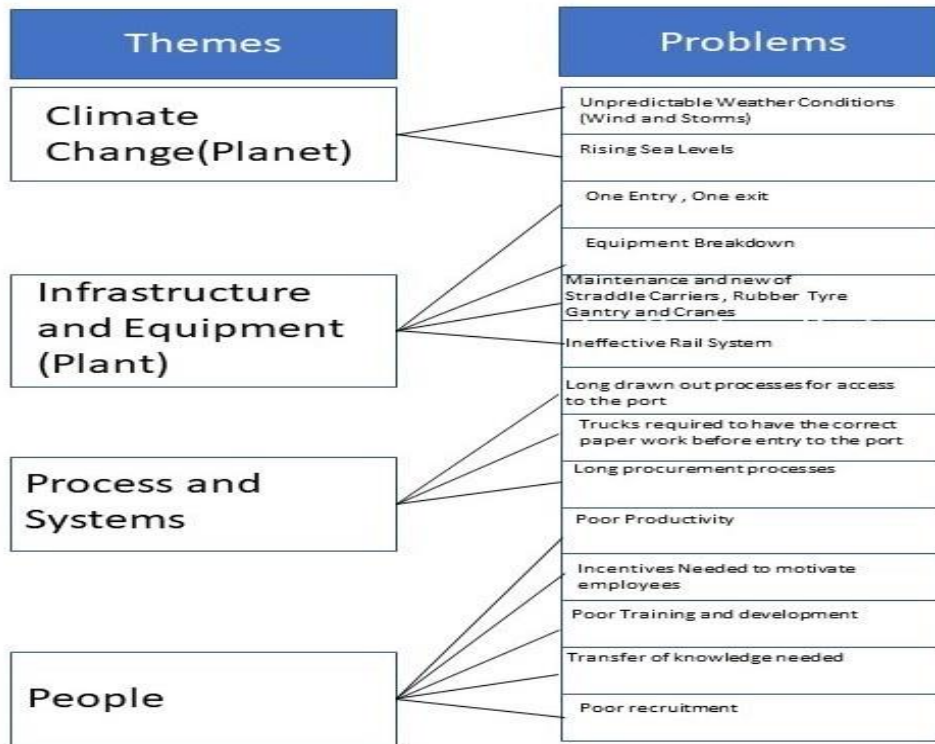 Themes
Problems
Climate
Change(Planet)
Unpredictable Weather Conditions
(Wind and Storms)
Rising Sea Levels
Infrastructure
and Equipment
(Plant)
One Entry , One exit
Equipment Breakdown
Maintenance and new of
Straddle Carriers , Rubber Tyre
Gantry and Cranes
Ineffective Rail System
Process and
Systems
Long drawn out processes for access
to the port
Trucks required to have the correct
paper work before entry to the port
Long procurement processes
People
Poor Productivity
Incentives Needed to motivate
employees
Poor Training and development
Transfer of knowledge needed
Poor recruitment